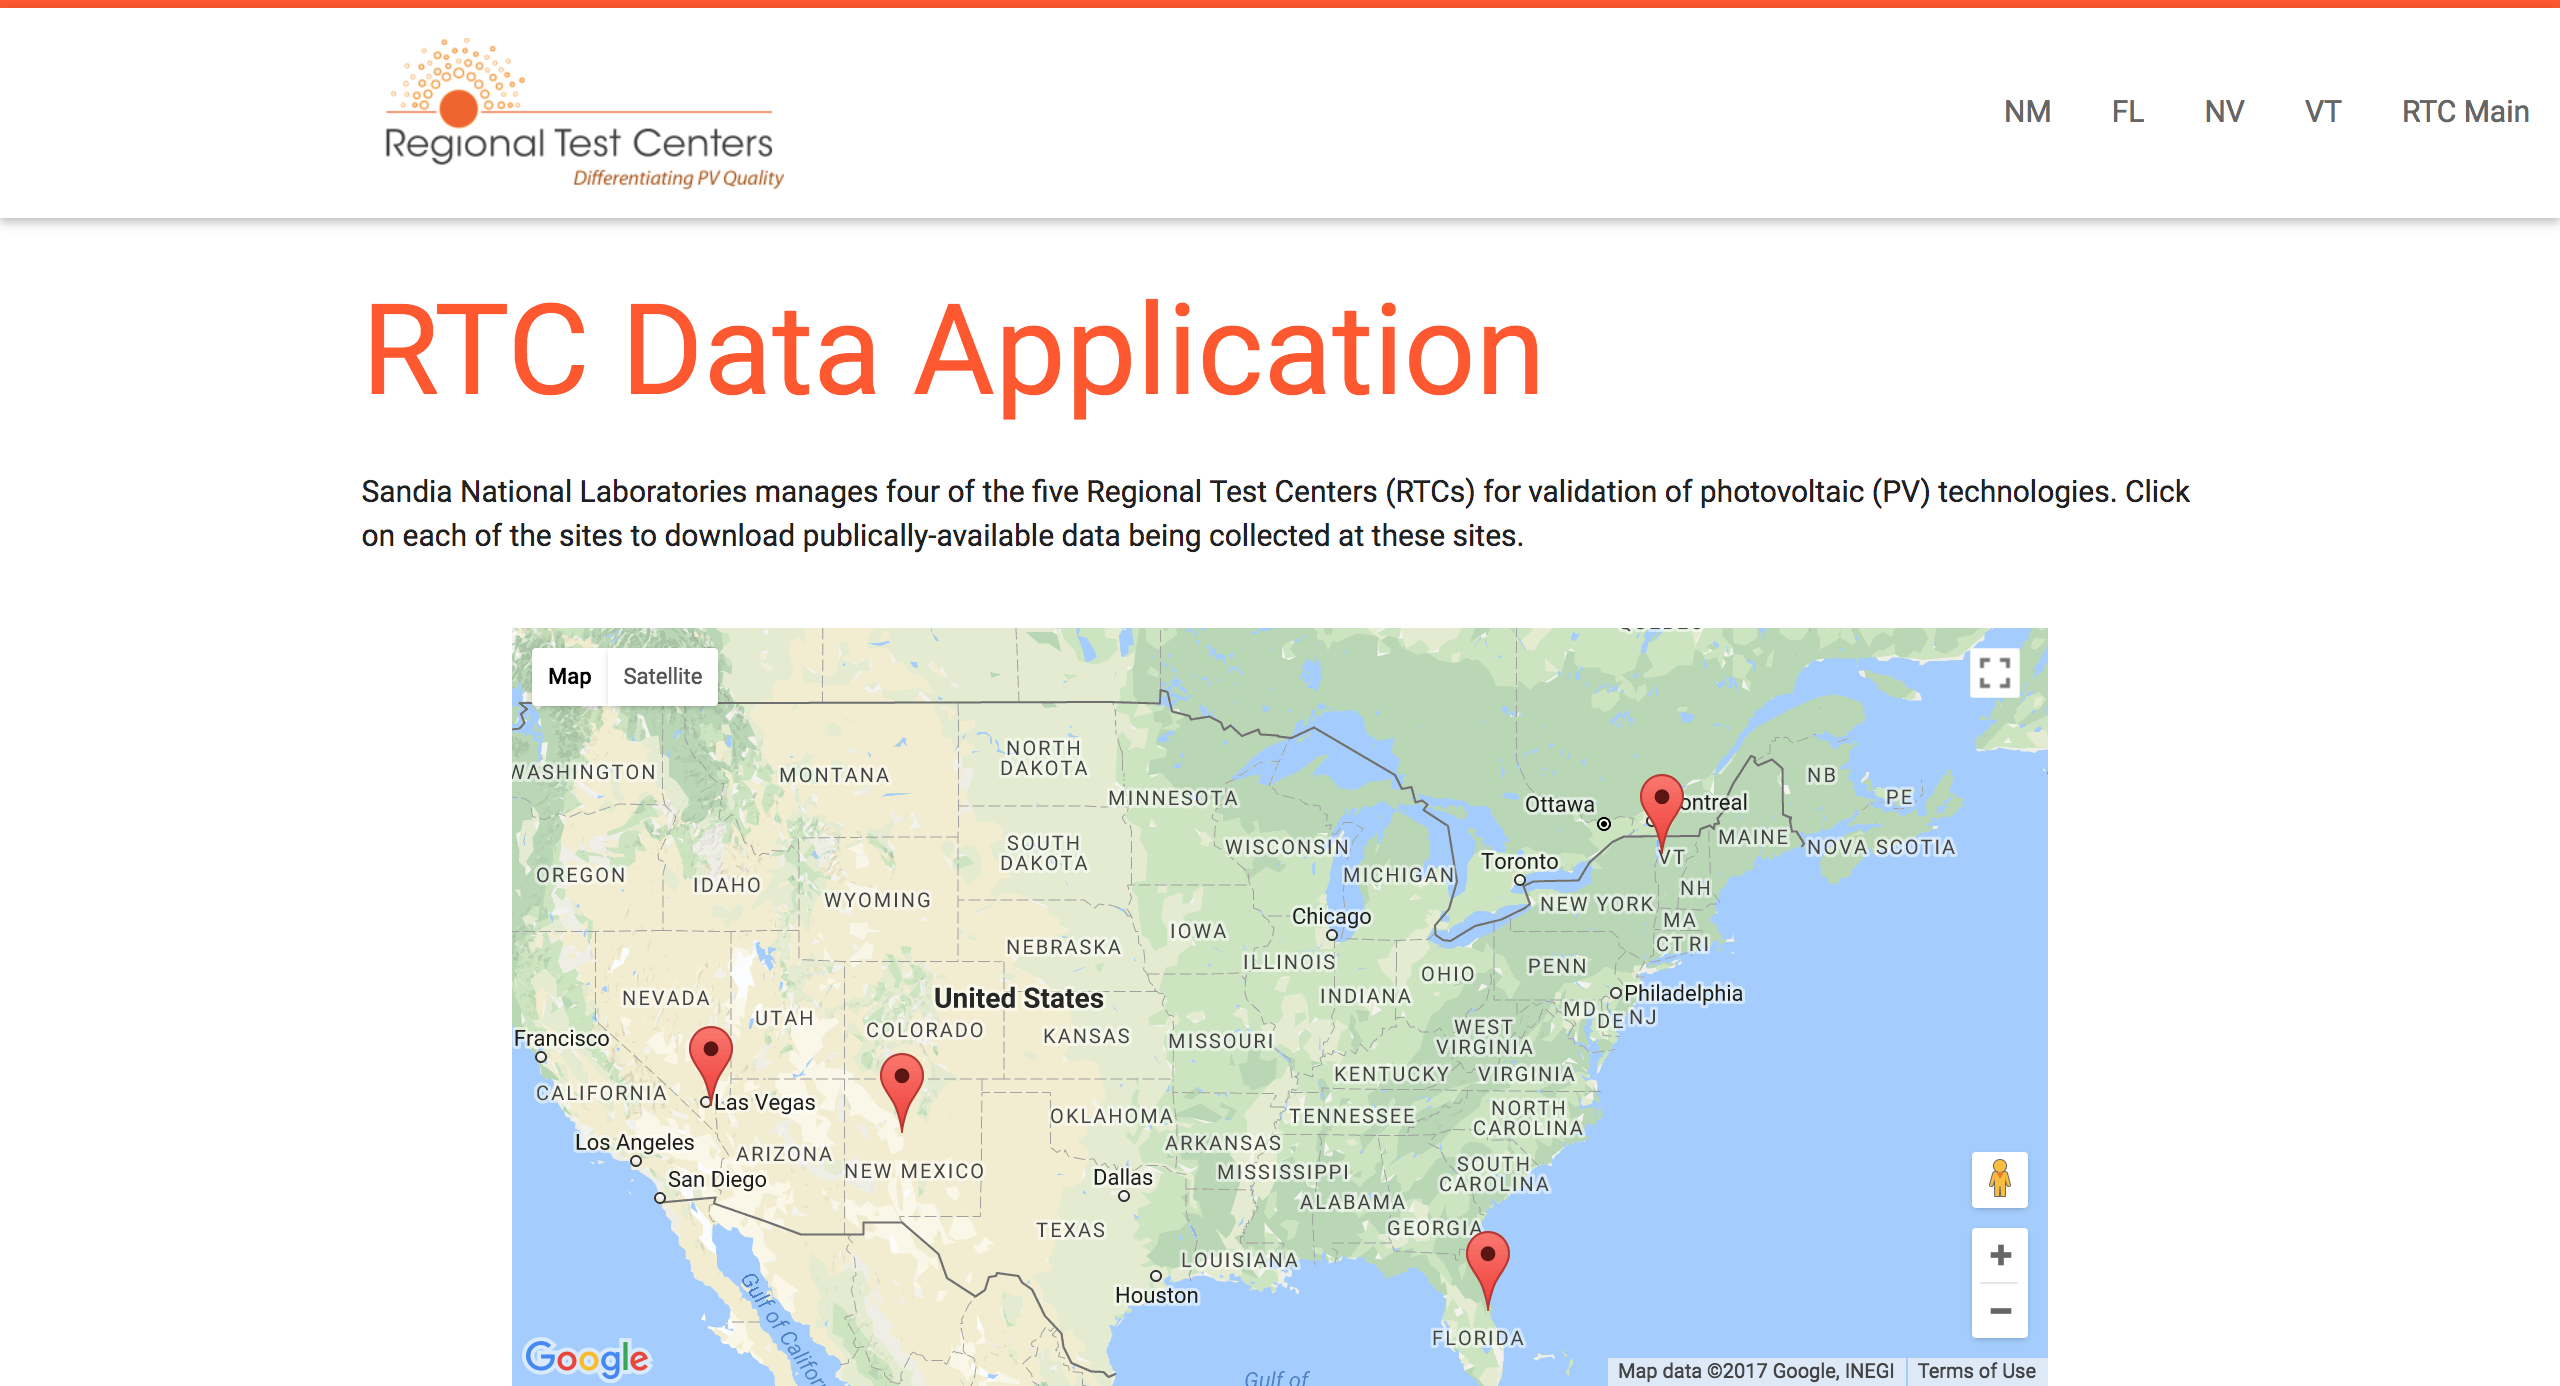 Regional Test Centers
Differentiating PV Quality
NM FL NV VT RTC Main
RTC Data Application
Sandia National Laboratories manages four of the five Regional Test Centers (RTCs) for validation of photovoltaic (PV) technologies. Click
on each of the sites to download publically-available data being collected at these sites.
Map Satellite
NORTH
DAKOTA
WASHINGTON
MONTANA
NB
MINNESOTA
PE
Ottawa
ontreal
MAINE
SOUTH
DAKOTA
WISCONSIN
NOVA SCOTIA
VT
Toronto
OREGON
MICHIGAN
IDAHO
NH
WYOMING
NEW YORK
Chicago
MA
IOWA
CT RI
NEBRASKA
ILLINOIS
PENN
OHIO
Philadelphia
INDIANA
NEVADA
United States
MD
DE NJ
UTAH
COLORADO
KANSAS
MISSOURI
WEST
VIRGINIA
Francisco
KENTUCKY
VIRGINIA
CALIFORNIA
Las Vegas
OKLAHOMA
TENNESSEE
NORTH
CAROLINA
Los Angeles
ARKANSAS
ARIZONA
NEW MEXICO
MISSISSIPPI
SOUTH
CAROLINA
San Diego
Dallas
ALABAMA
GEORGIA
TEXAS
LOUISIANA
Houston
Gulf of Califor
FLORIDA
Google
Gulf of
Map data ©2017 Google, INEGI Terms of Use